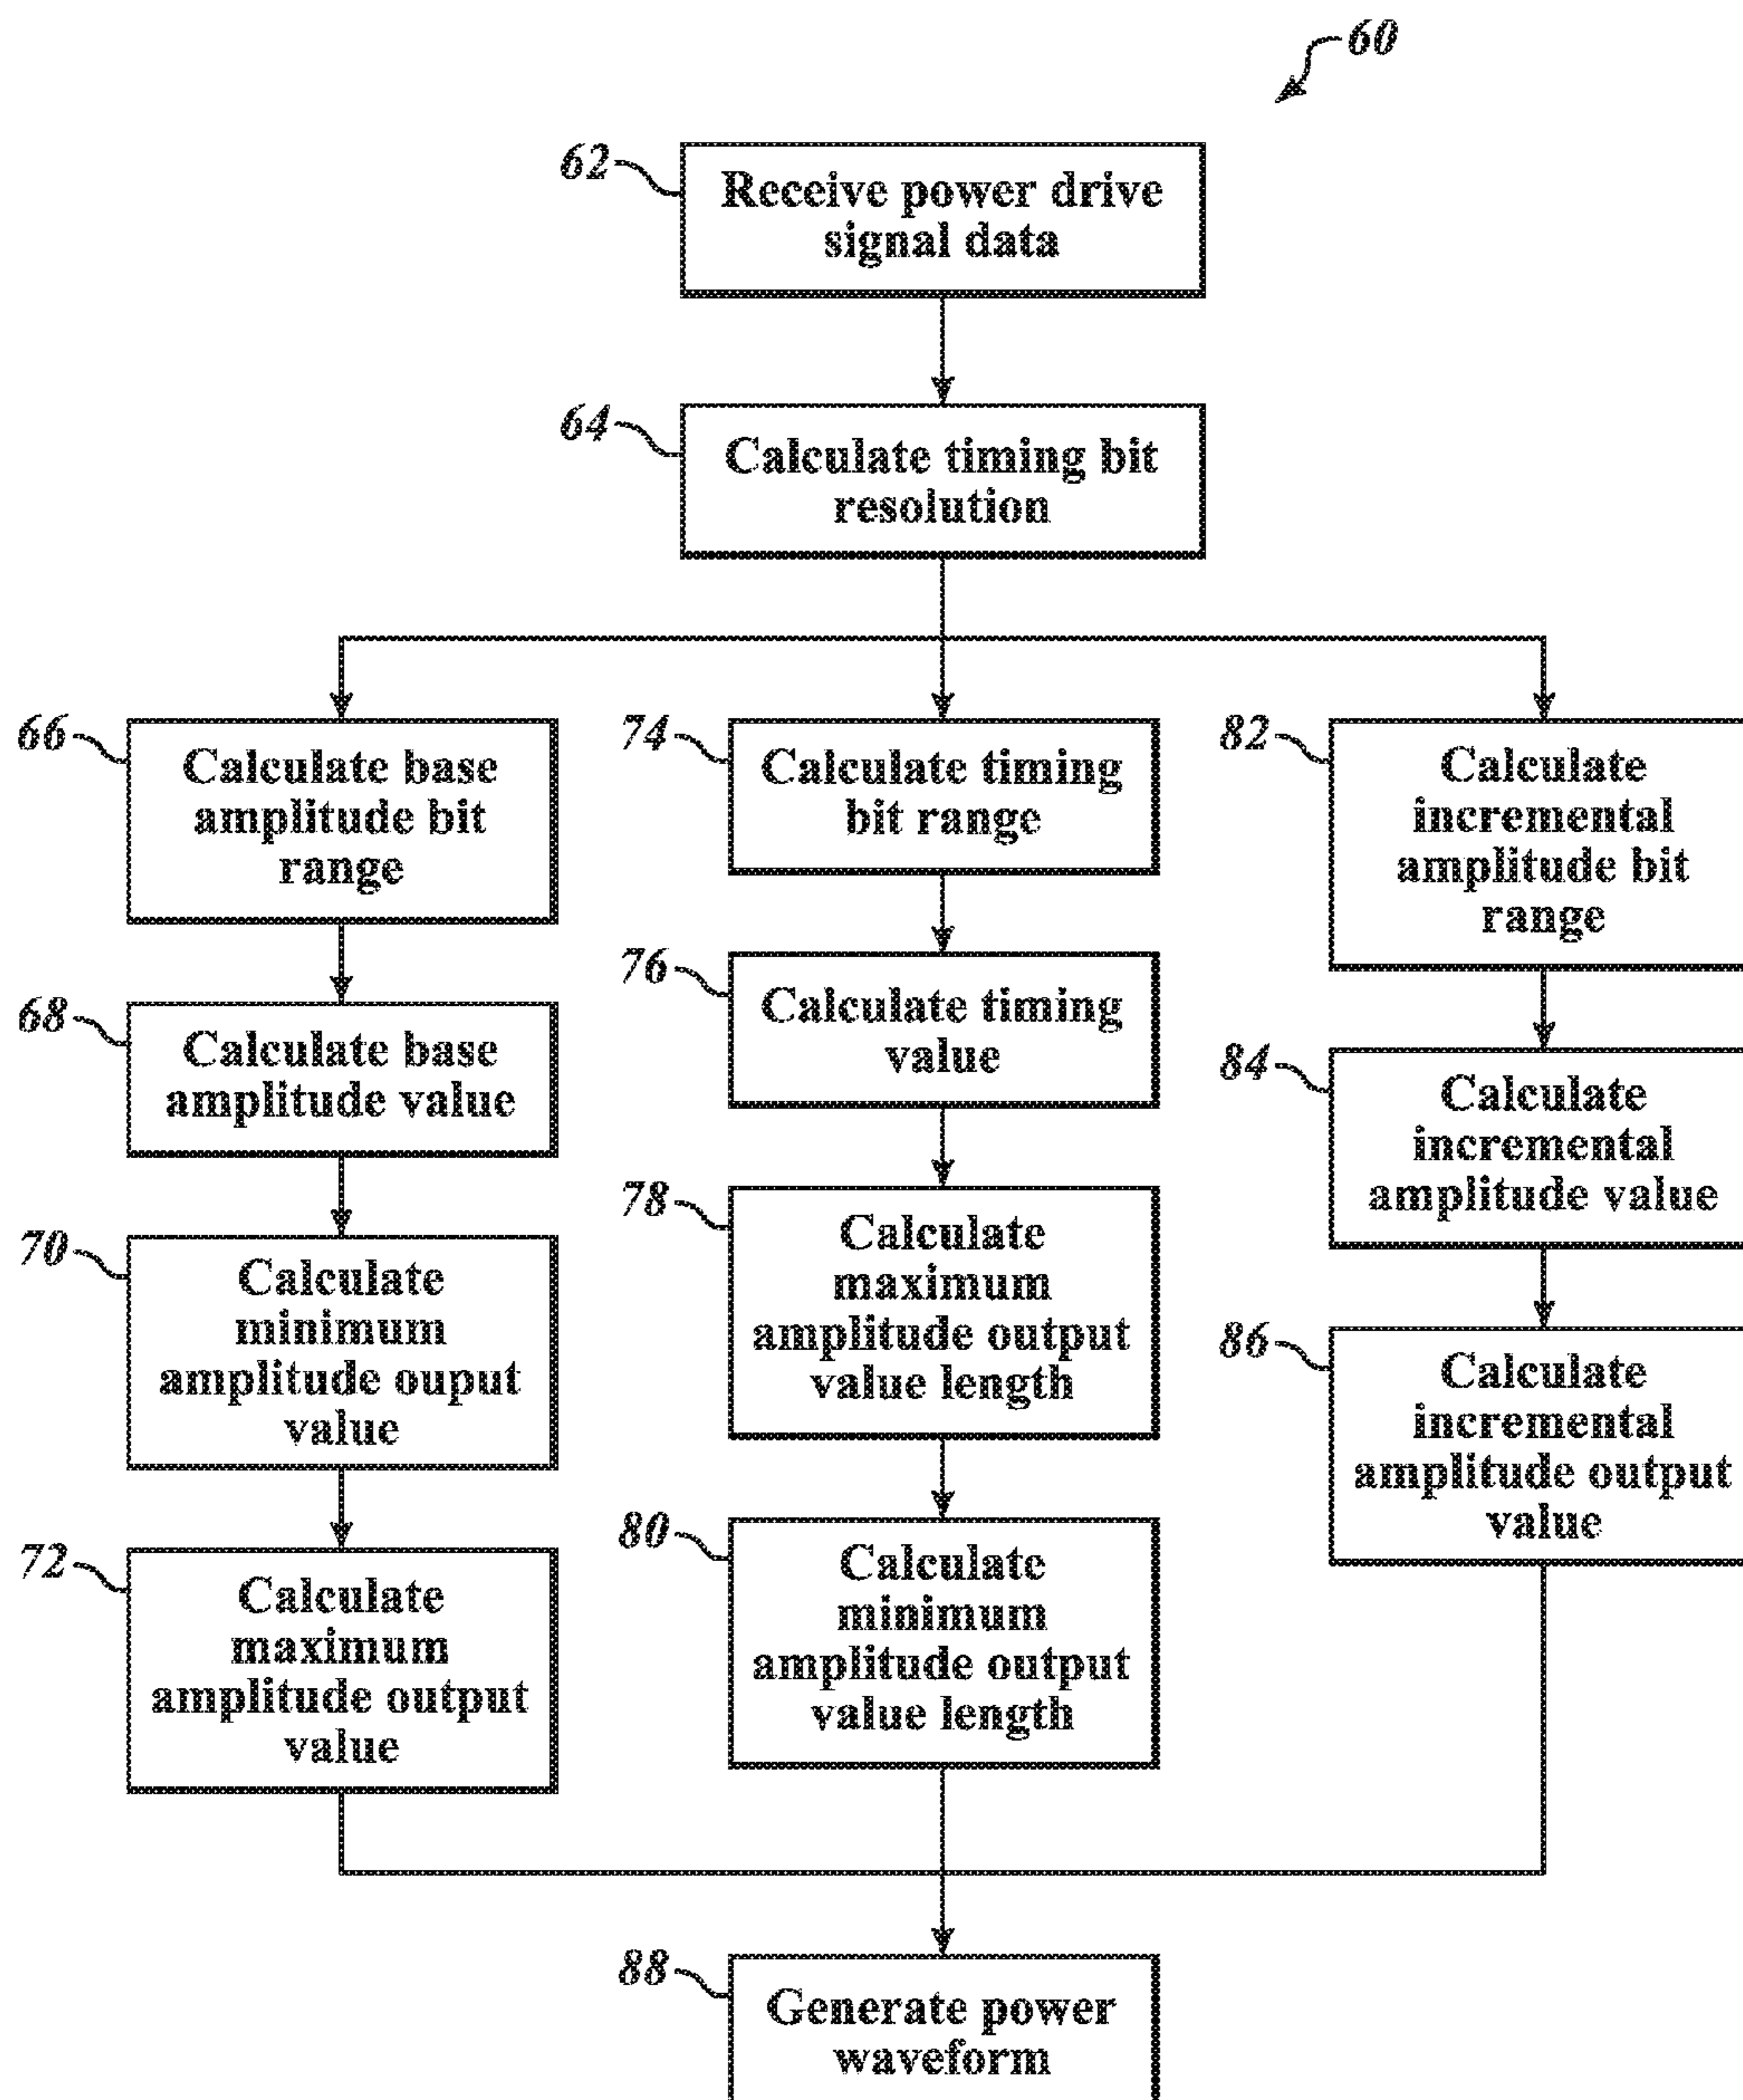 60
62
Receive power drive
signal data
64
Calculate timing bit
resolution
66
Calculate base
amplitude bit
range
68
Calculate base
amplitude value
70
Calculate
minimum
amplitude ouput
value
72
Calculate
maximum
amplitude output
value
74
Calculate timing
bit range
76
Calculate timing
value
78
Calculate
maximum
amplitude output
value length
80
Calculate
minimum
amplitude output
value length
82
Calculate
incremental
amplitude bit
range
84
Calculate
incremental
amplitude value
86
Calculate
incremental
amplitude output
value
88
Generate power
waveform